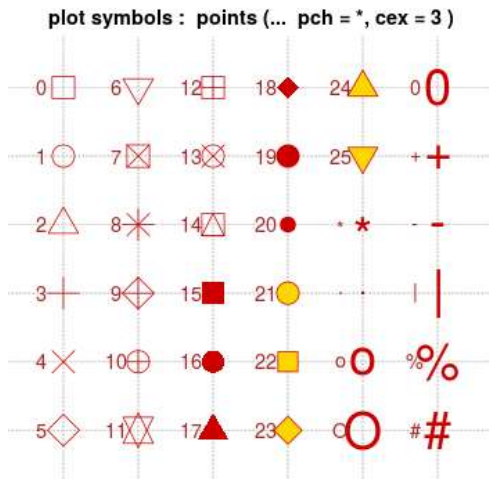 plot symbols : points (... pch = *, cex = 3 )
0 6 12 18 24 0 0
1 7 13 19 25 + +
2 8 14 20 * * - -
3 9 15 21 . . | |
4 10 16 22 o o % %
5 11 17 23 O O # #